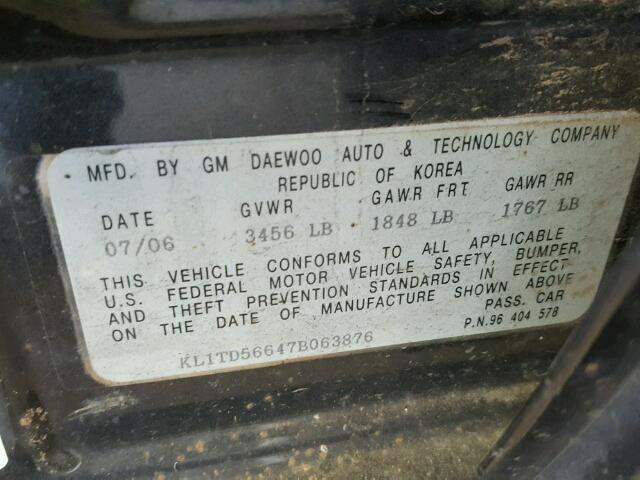 MFD. BY GM DAEWOO AUTO & TECHNOLOGY COMPANY
REPUBLIC OF KOREA
DATE GVWR GAWR FRT GAWR RR
07/06 3456 LB 1848 LB 1767 LB
THIS VEHICLE CONFORMS TO ALL APPLICABLE
U.S. FEDERAL MOTOR VEHICLE SAFETY, BUMPER,
AND THEFT PREVENTION STANDARDS IN EFFECT
ON THE DATE OF MANUFACTURE SHOWN ABOVE
PASS. CAR
KL1TD56647B063876 P.N.96 404 578